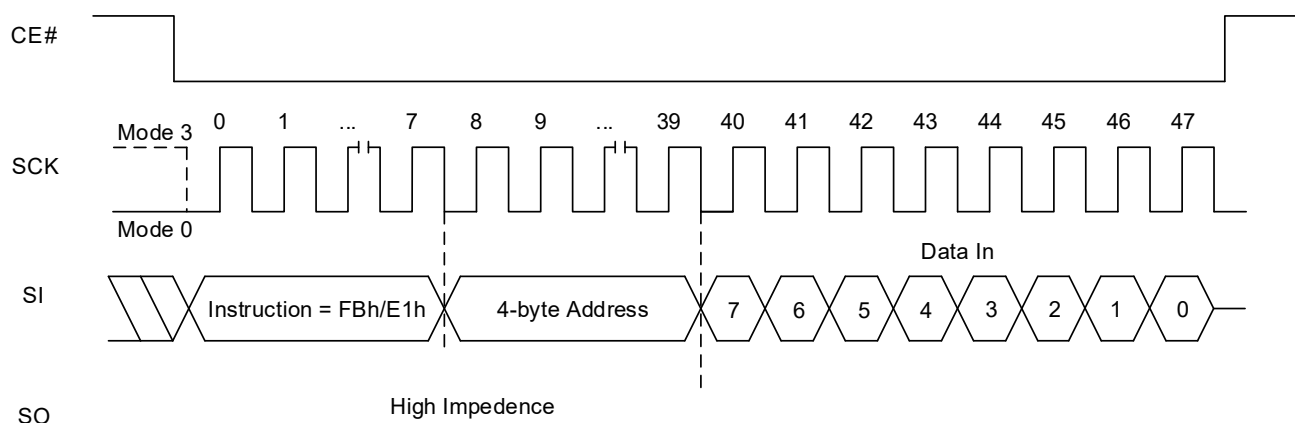 CE#
0 1 ... 7 8 9 ... 39 40 41 42 43 44 45 46 47
Mode 3
SCK
Mode 0
Data In
SI
Instruction = FBh/E1h 4-byte Address 7 6 5 4 3 2 1 0
High Impedence
SO